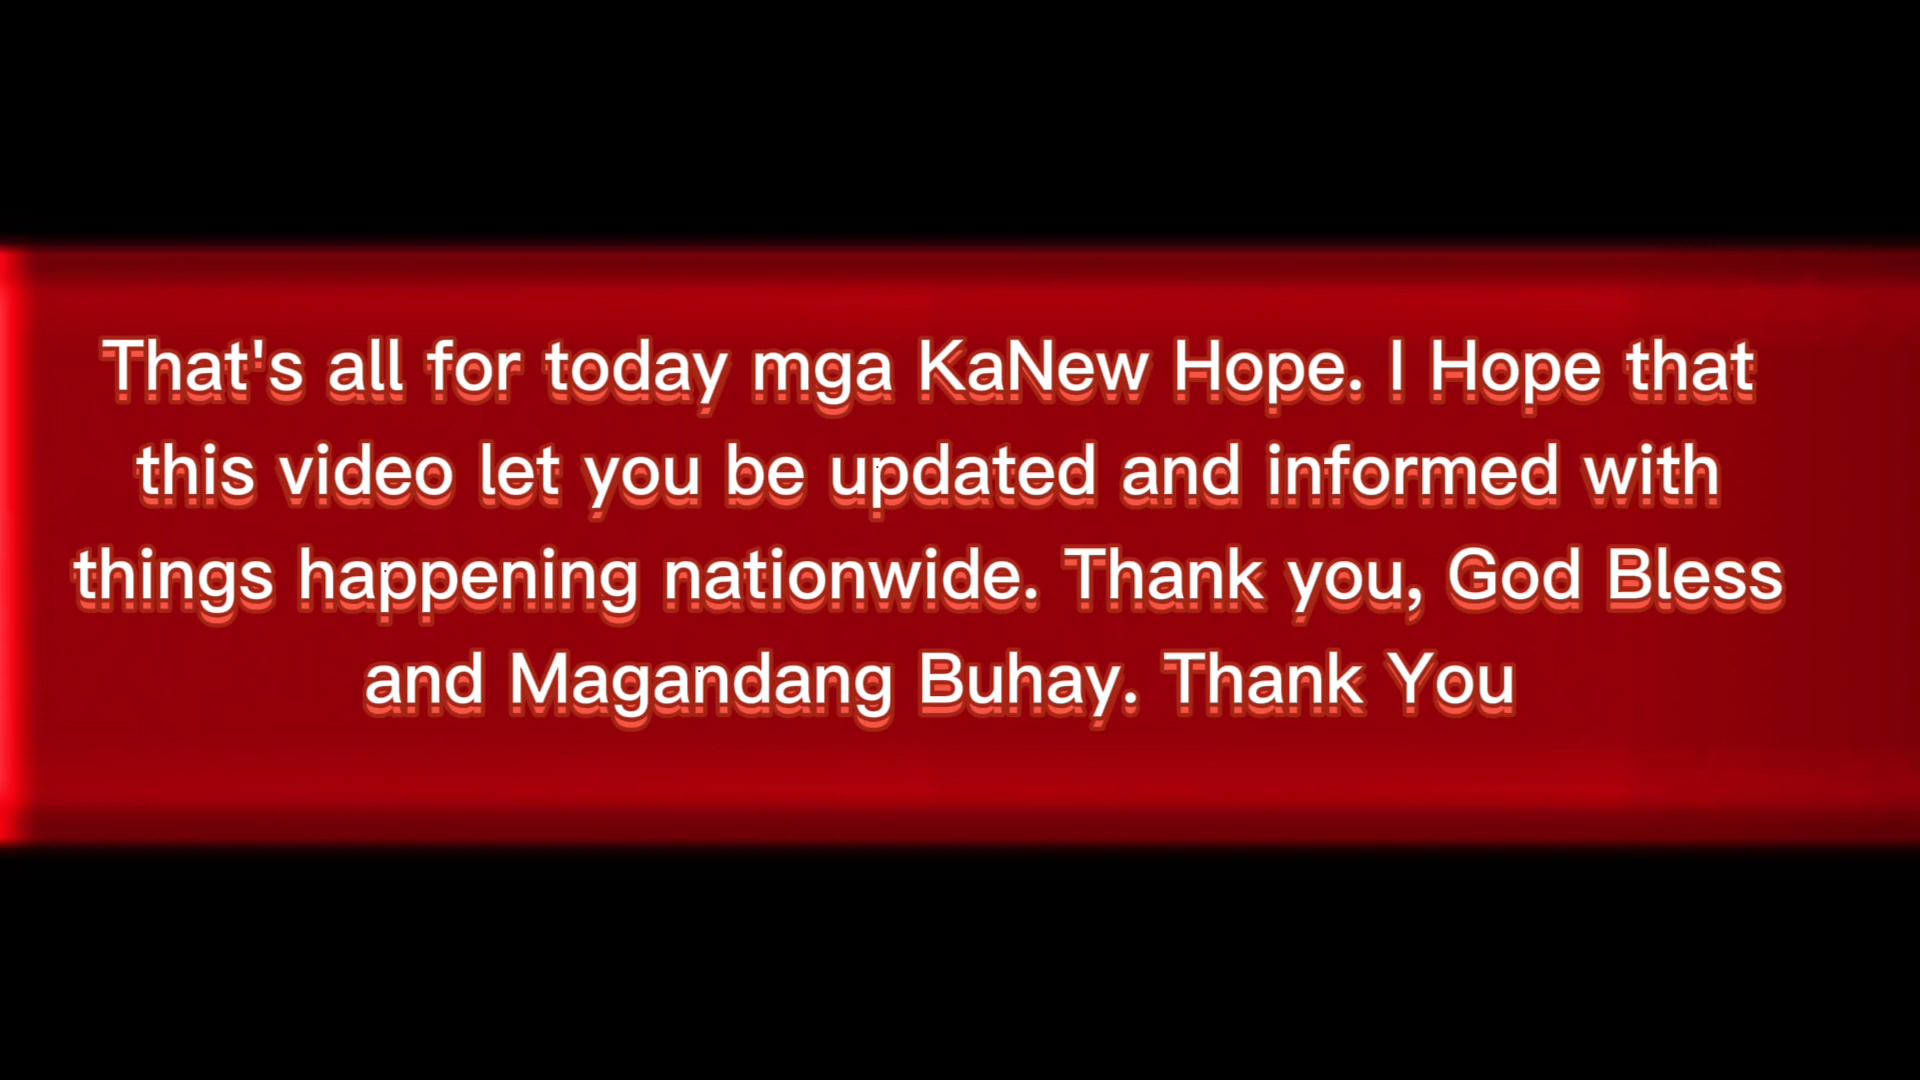 That's all for today mga KaNew Hope. I Hope that
this video let you be updated and informed with
things happening nationwide. Thank you, God Bless
and Magandang Buhay. Thank You